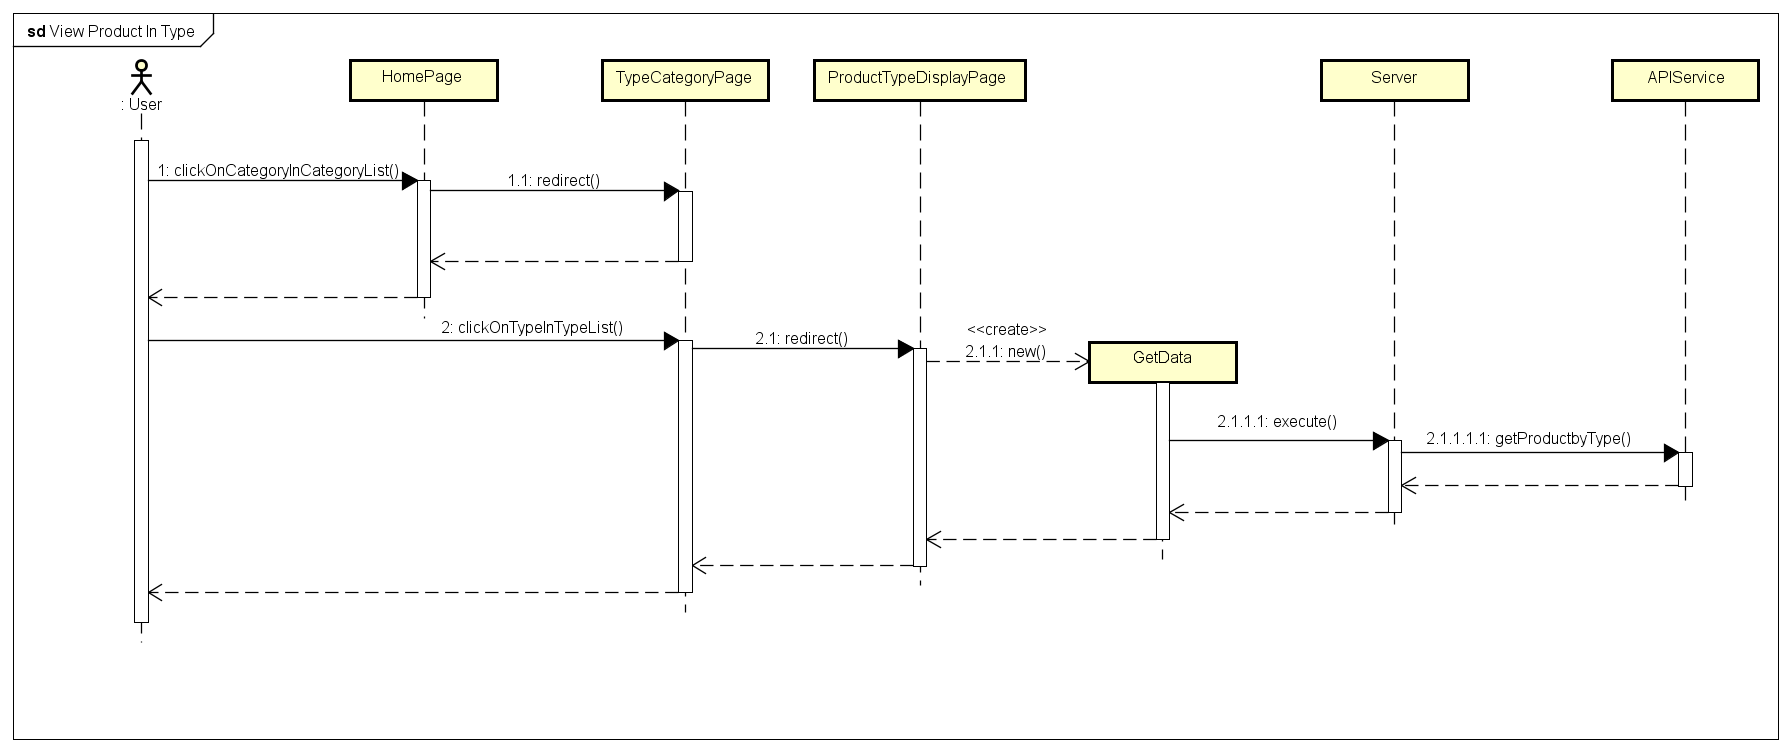 sd View Product In Type
: User
HomePage
TypeCategoryPage
ProductTypeDisplayPage
Server
APIService
1: clickOnCategoryInCategoryList()
1.1: redirect()
2: clickOnTypeInTypeList()
2.1: redirect()
<<create>>
2.1.1: new()
GetData
2.1.1.1: execute()
2.1.1.1.1: getProductbyType()